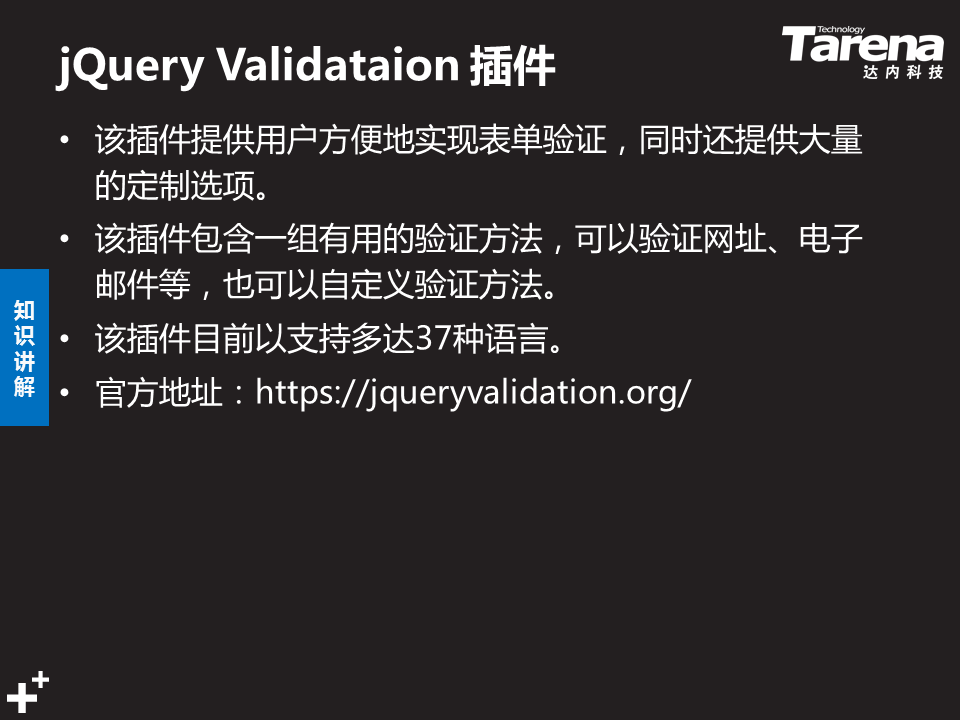 jQuery Validataion 插件
Technology
Tarena
达内科技
• 该插件提供用户方便地实现表单验证，同时还提供大量
的定制选项。
• 该插件包含一组有用的验证方法，可以验证网址、电子
邮件等，也可以自定义验证方法。
• 该插件目前以支持多达37种语言。
• 官方地址：https://jqueryvalidation.org/
知
识
讲
解